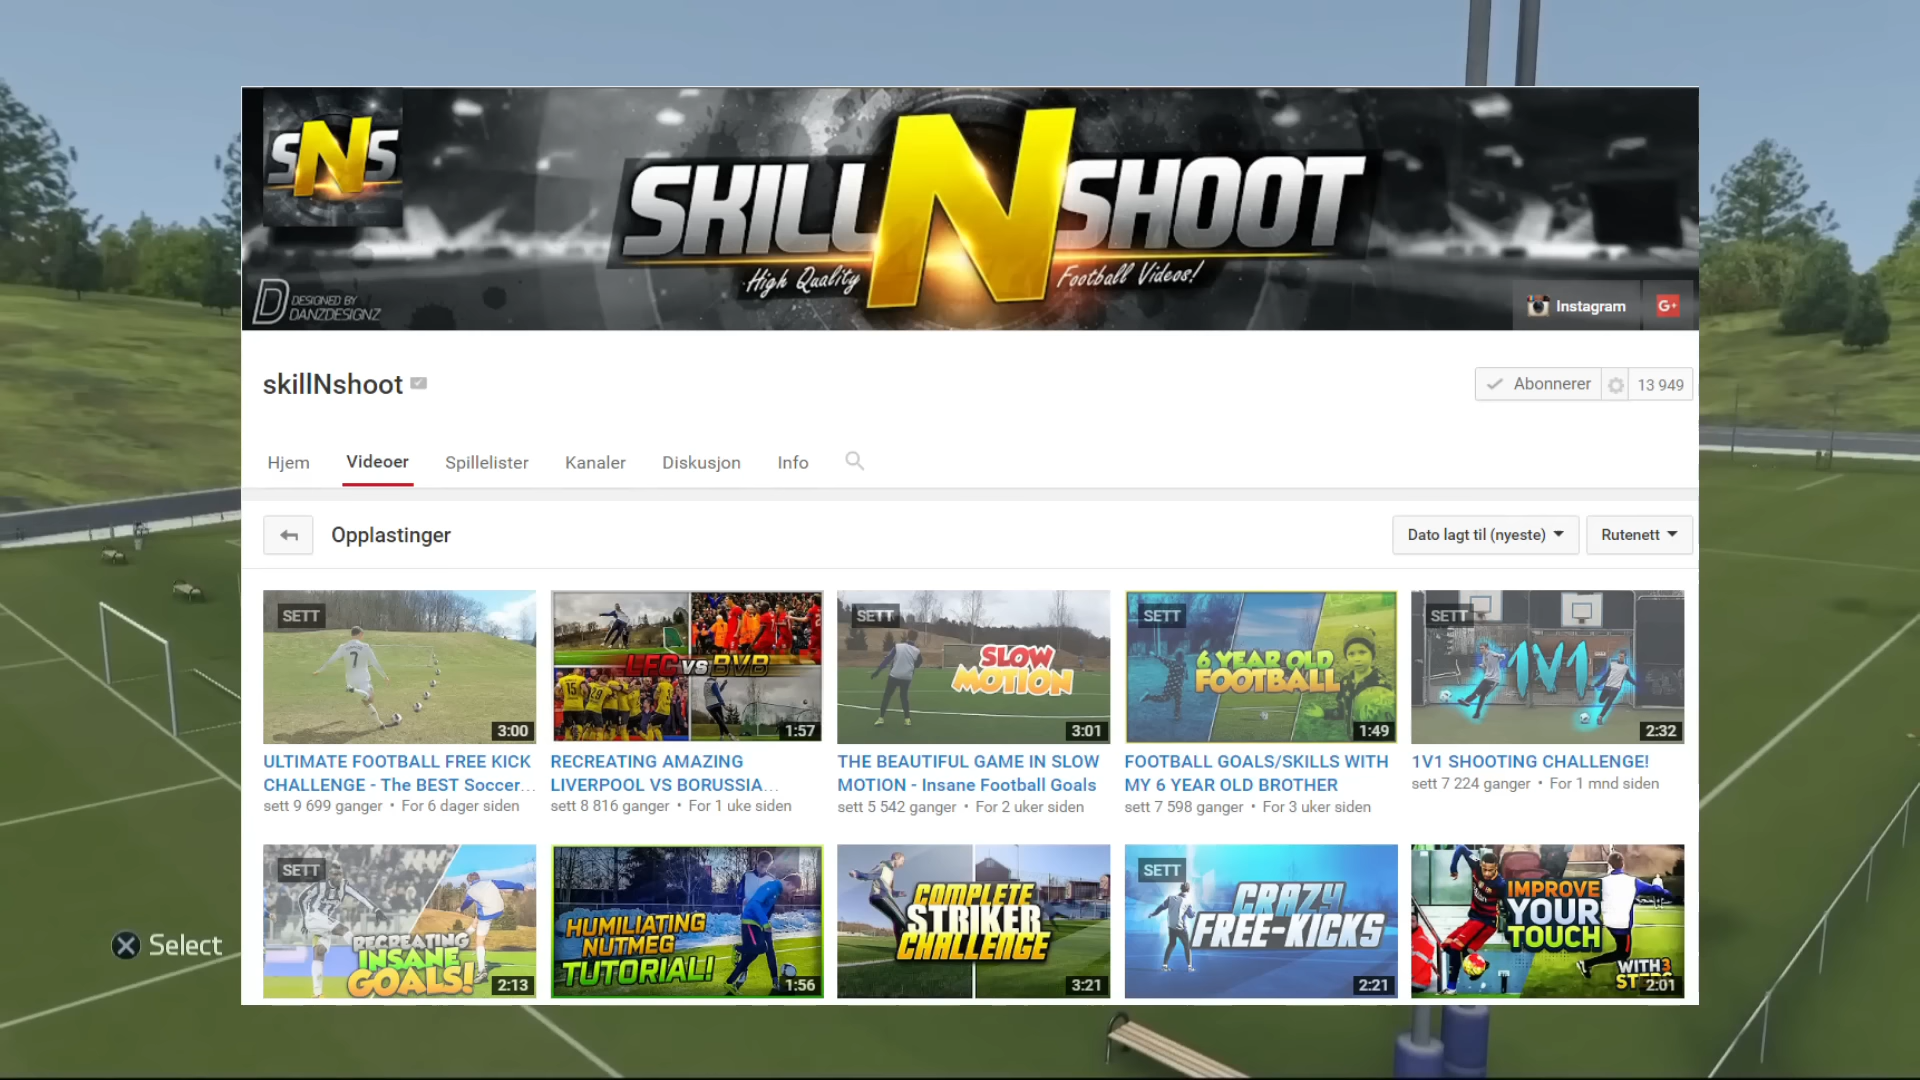 SNS
SKILL N SHOOT
High Quality Football Videos!
D DESIGNED BY
DANZDESIGNZ
Instagram
G+
skillNshoot
Abonnerer 13 949
Hjem Videoer Spillelister Kanaler Diskusjon Info
Opplastinger
Dato lagt til (nyeste) Rutenett
SETT
7
3:00
LFC VS BVB
15 29
1:57
SETT
SLOW
MOTION
3:01
SETT
6 YEAR OLD
FOOTBALL
1:49
SETT
1V1
2:32
ULTIMATE FOOTBALL FREE KICK
CHALLENGE - The BEST Soccer...
sett 9 699 ganger • For 6 dager siden
RECREATING AMAZING
LIVERPOOL VS BORUSSIA...
sett 8 816 ganger • For 1 uke siden
THE BEAUTIFUL GAME IN SLOW
MOTION - Insane Football Goals
sett 5 542 ganger • For 2 uker siden
FOOTBALL GOALS/SKILLS WITH
MY 6 YEAR OLD BROTHER
sett 7 598 ganger • For 3 uker siden
1V1 SHOOTING CHALLENGE!
sett 7 224 ganger • For 1 mnd siden
SETT
RECREATING
INSANE
GOALS!
2:13
HUMILIATING
NUTMEG
TUTORIAL!
1:56
COMPLETE
STRIKER
CHALLENGE
3:21
SETT
CRAZY
FREE-KICKS
2:21
IMPROVE
YOUR
TOUCH
WITH 3
2:01
Select